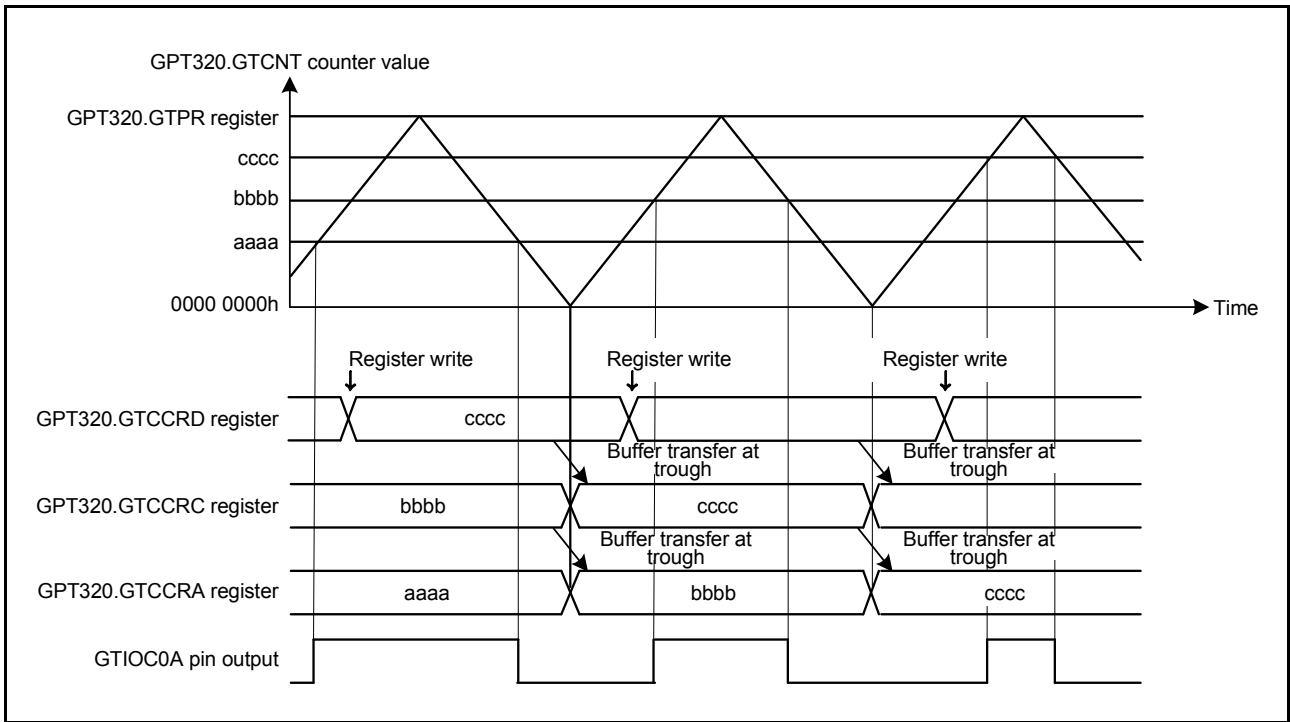 GPT320.GTCNT counter value
GPT320.GTPR register
cccc
bbbb
aaaa
0000 0000h
Time
Register write
Register write
Register write
GPT320.GTCCRD register
cccc
Buffer transfer at
trough
Buffer transfer at
trough
GPT320.GTCCRC register
bbbb
cccc
Buffer transfer at
trough
Buffer transfer at
trough
GPT320.GTCCRA register
aaaa
bbbb
cccc
GTIOC0A pin output